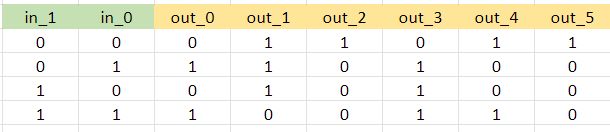 in_1 in_0 out_0 out_1 out_2 out_3 out_4 out_5
0 0 0 1 1 0 1 1
0 1 1 1 0 1 0 0
1 0 0 1 0 1 0 0
1 1 1 0 0 1 1 0